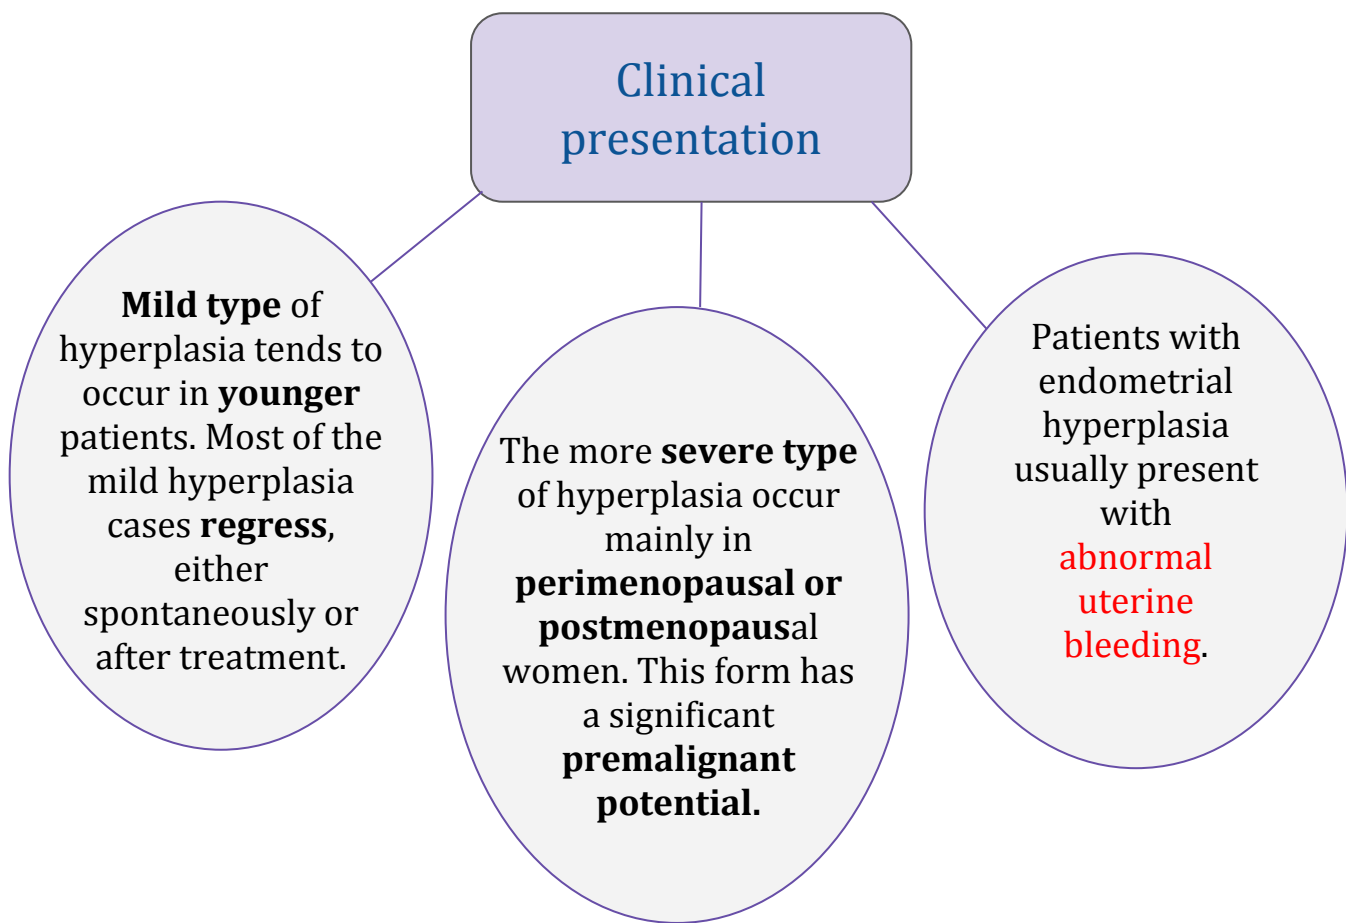 Clinical
presentation
Mild type of
hyperplasia tends to
occur in younger
patients. Most of the
mild hyperplasia
cases regress,
either
spontaneously or
after treatment.
The more severe type
of hyperplasia occur
mainly in
perimenopausal or
postmenopausal
women. This form has
a significant
premalignant
potential.
Patients with
endometrial
hyperplasia
usually present
with
abnormal
uterine
bleeding.